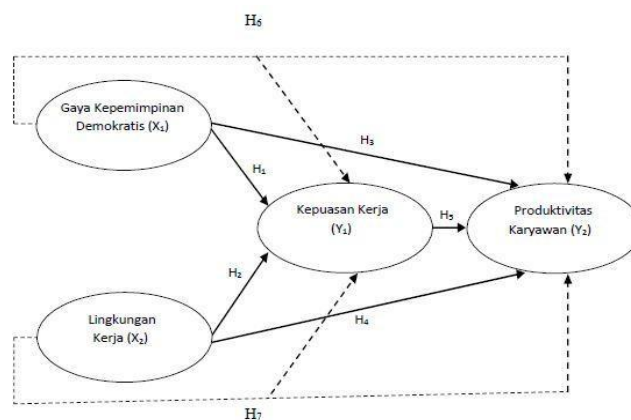 H₆
Gaya Kepemimpinan
Demokratis (X₁)
H₃
H₁
Kepuasan Kerja
(Y₁)
H₅
Produktivitas
Karyawan (Y₂)
H₂
Lingkungan
Kerja (X₂)
H₄
H₇